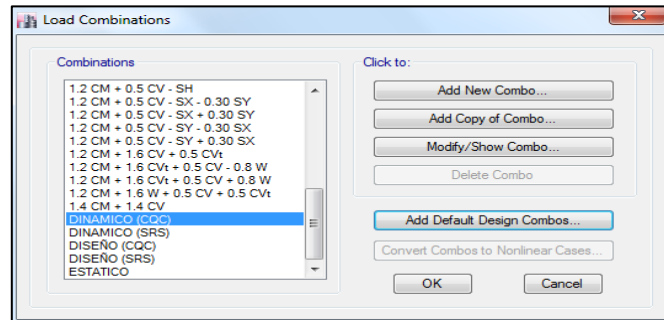 Load Combinations
Combinations
1.2 CM + 0.5 CV - SH
1.2 CM + 0.5 CV - SX - 0.30 SY
1.2 CM + 0.5 CV - SX + 0.30 SY
1.2 CM + 0.5 CV - SY - 0.30 SX
1.2 CM + 0.5 CV - SY + 0.30 SX
1.2 CM + 1.6 CV + 0.5 CVt
1.2 CM + 1.6 CVt + 0.5 CV - 0.8 W
1.2 CM + 1.6 CVt + 0.5 CV + 0.8 W
1.2 CM + 1.6 W + 0.5 CV + 0.5 CVt
1.4 CM + 1.4 CV
DINAMICO (CQC)
DINAMICO (SRS)
DISEÑO (CQC)
DISEÑO (SRS)
ESTATICO
Click to:
Add New Combo...
Add Copy of Combo...
Modify/Show Combo...
Delete Combo
Add Default Design Combos...
Convert Combos to Nonlinear Cases...
OK
Cancel